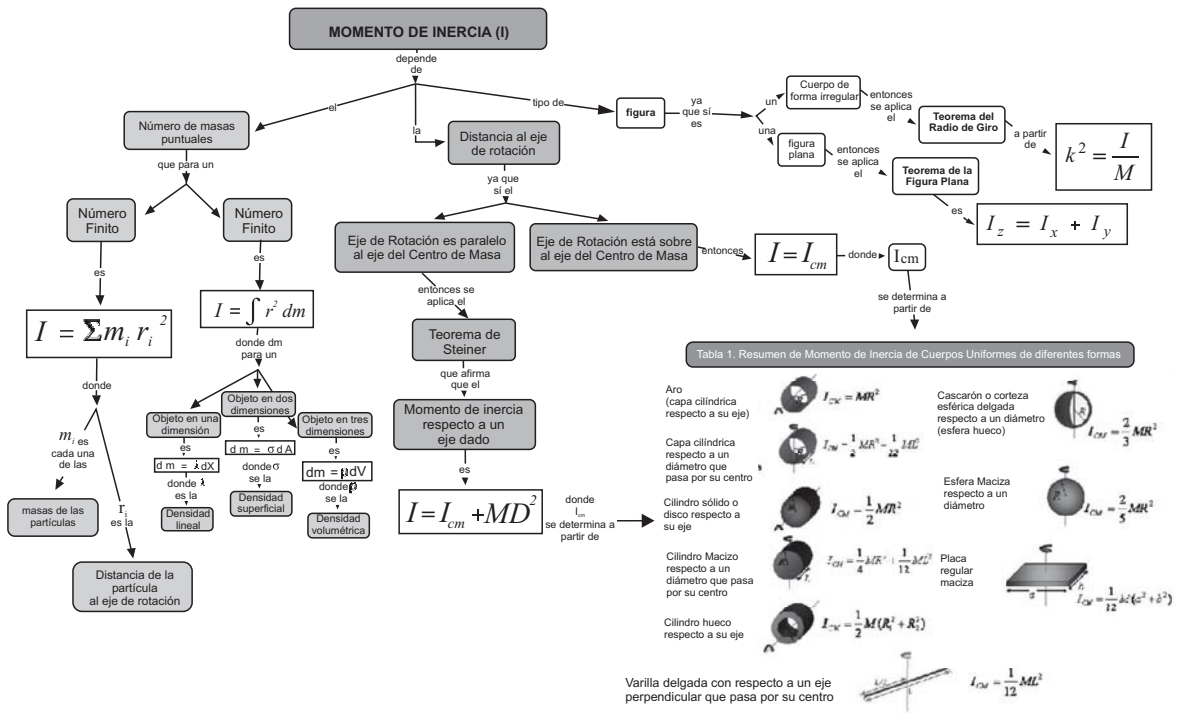 MOMENTO DE INERCIA (I)
depende
de
el
la
tipo de
Número de masas
puntuales
que para un
Número
Finito
es
I = Σm_i r_i ²
donde
m_i es
cada una
de las
masas de las
partículas
r_i
es la
Distancia de la
partícula
al eje de rotación
Número
Finito
es
I = ∫ r² dm
donde dm
para un
Objeto en una
dimensión
es
dm = λdX
donde λ
es la
Densidad
lineal
Objeto en dos
dimensiones
es
dm = σdA
donde σ
se la
Densidad
superficial
Objeto en tres
dimensiones
es
dm = dV
donde
se la
Densidad
volumétrica
Distancia al eje
de rotación
ya que
sí el
Eje de Rotación es paralelo
al eje del Centro de Masa
entonces se
aplica el
Teorema de
Steiner
que afirma
que el
Momento de inercia
respecto a un
eje dado
es
I = I_cm + MD²
donde
I_cm
se determina a
partir de
Eje de Rotación está sobre
al eje del Centro de Masa
entonces
I = I_cm
donde
I_cm
se determina a
partir de
figura
ya
que sí
es
un
Cuerpo de
forma irregular
entonces
se aplica
el
Teorema del
Radio de Giro
a partir
de
k² = I/M
una
figura
plana
entonces
se aplica
el
Teorema de la
Figura Plana
es
I_z = I_x + I_y
Tabla 1. Resumen de Momento de Inercia de Cuerpos Uniformes de diferentes formas
Aro
(capa cilíndrica
respecto a su eje)
I_CM = MR²
Capa cilíndrica
respecto a un
diámetro que
pasa por su centro
Cilindro sólido o
disco respecto a
su eje
I_CM = 1/2 MR²
Cilindro Macizo
respecto a un
diámetro que pasa
por su centro
I_CM = 1/4 MR² + 1/12 ML²
Cilindro hueco
respecto a su eje
I_CM = 1/2 M(R₁² + R₂²)
Cascarón o corteza
esférica delgada
respecto a un diámetro
(esfera hueco)
R
I_CM = 2/3 MR²
Esfera Maciza
respecto a un
diámetro
R
I_CM = 2/5 MR²
Placa
regular
maciza
a
b
I_CM = 1/12 M(a² + b²)
Varilla delgada con respecto a un eje
perpendicular que pasa por su centro
L/2
I_CM = 1/12 ML²